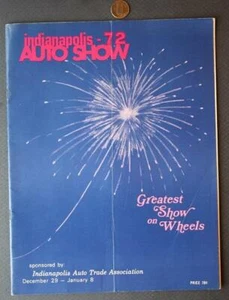 indianapolis - 72
AUTO SHOW
Greatest
Show
on
Wheels
sponsored by:
Indianapolis Auto Trade Association
December 29 - January 9